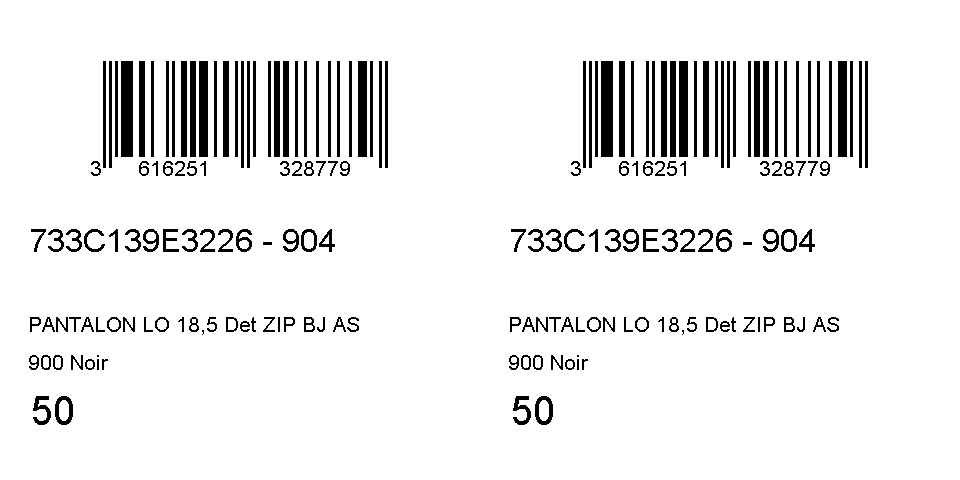 3 616251 328779
733C139E3226 - 904
PANTALON LO 18,5 Det ZIP BJ AS
900 Noir
50
3 616251 328779
733C139E3226 - 904
PANTALON LO 18,5 Det ZIP BJ AS
900 Noir
50